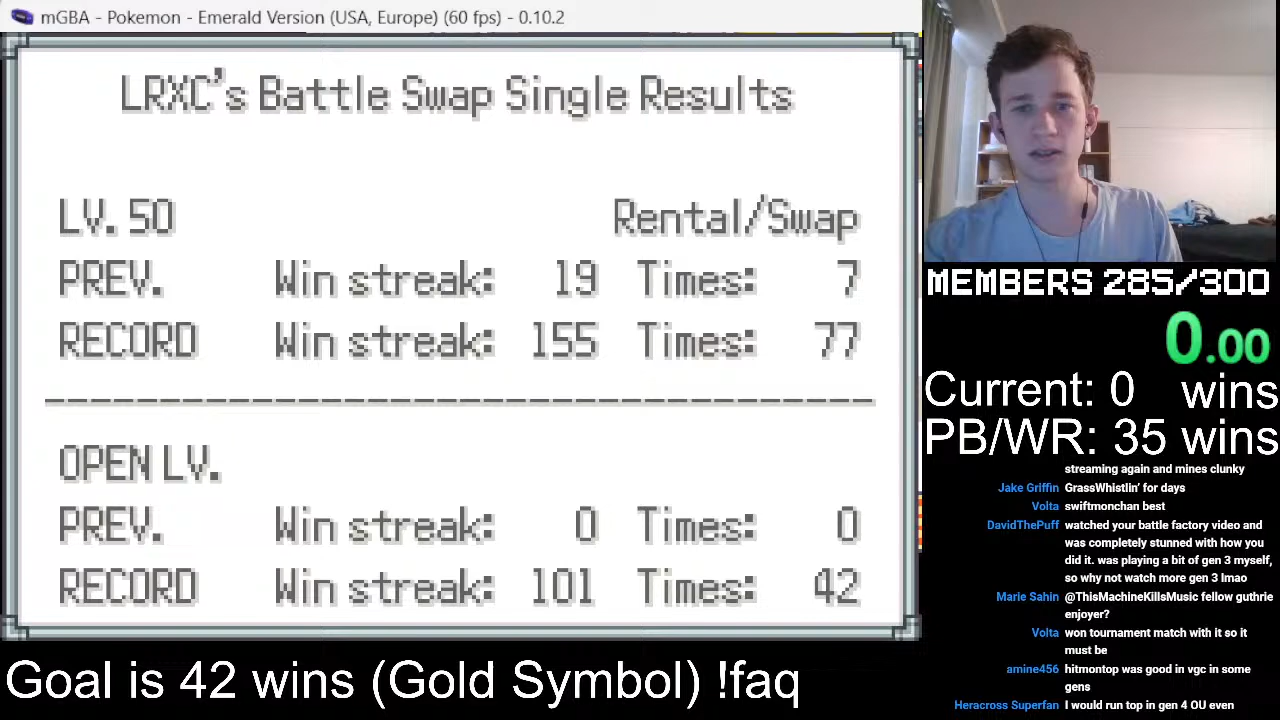 mGBA - Pokemon - Emerald Version (USA, Europe) (60 fps) - 0.10.2
LRXC's Battle Swap Single Results
LV. 50 Rental/Swap
PREV. Win streak: 19 Times: 7
RECORD Win streak: 155 Times: 77
OPEN LV.
PREV. Win streak: 0 Times: 0
RECORD Win streak: 101 Times: 42
Goal is 42 wins (Gold Symbol) !faq
MEMBERS 285/300
0.00
Current: 0 wins
PB/WR: 35 wins
streaming again and mines clunky
Jake Griffin GrassWhistlin' for days
Volta swiftmonchan best
DavidThePuff watched your battle factory video and
was completely stunned with how you
did it. was playing a bit of gen 3 myself,
so why not watch more gen 3 lmao
Marie Sahin @ThisMachineKillsMusic fellow guthrie
enjoyer?
Volta won tournament match with it so it
must be
amine456 hitmontop was good in vgc in some
gens
Heracross Superfan I would run top in gen 4 OU even